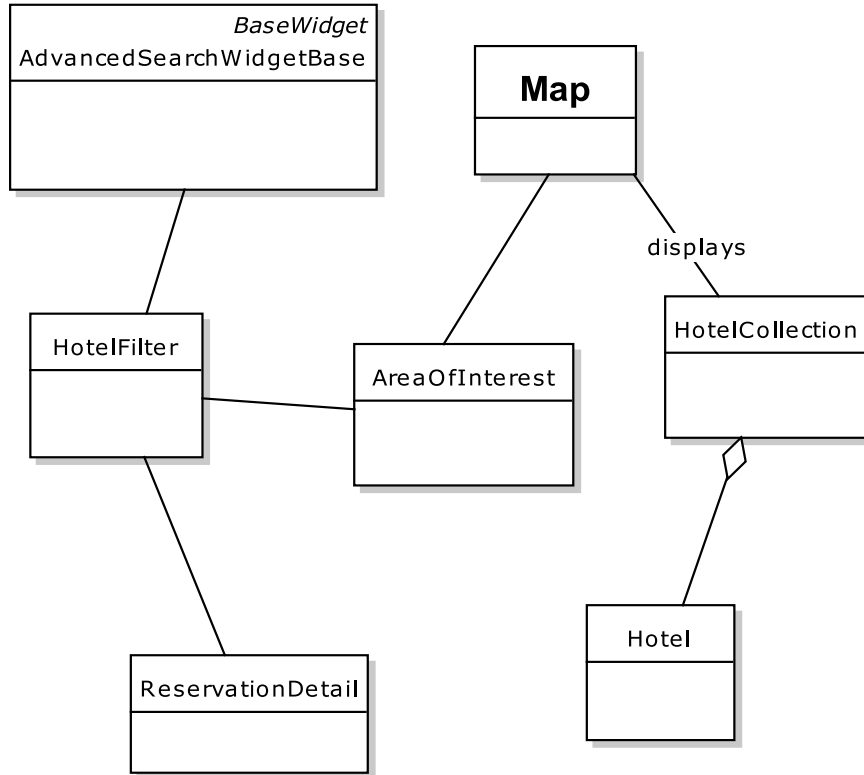 BaseWidget
AdvancedSearchWidgetBase
Map
displays
HotelFilter
AreaOfInterest
HotelCollection
Hotel
ReservationDetail